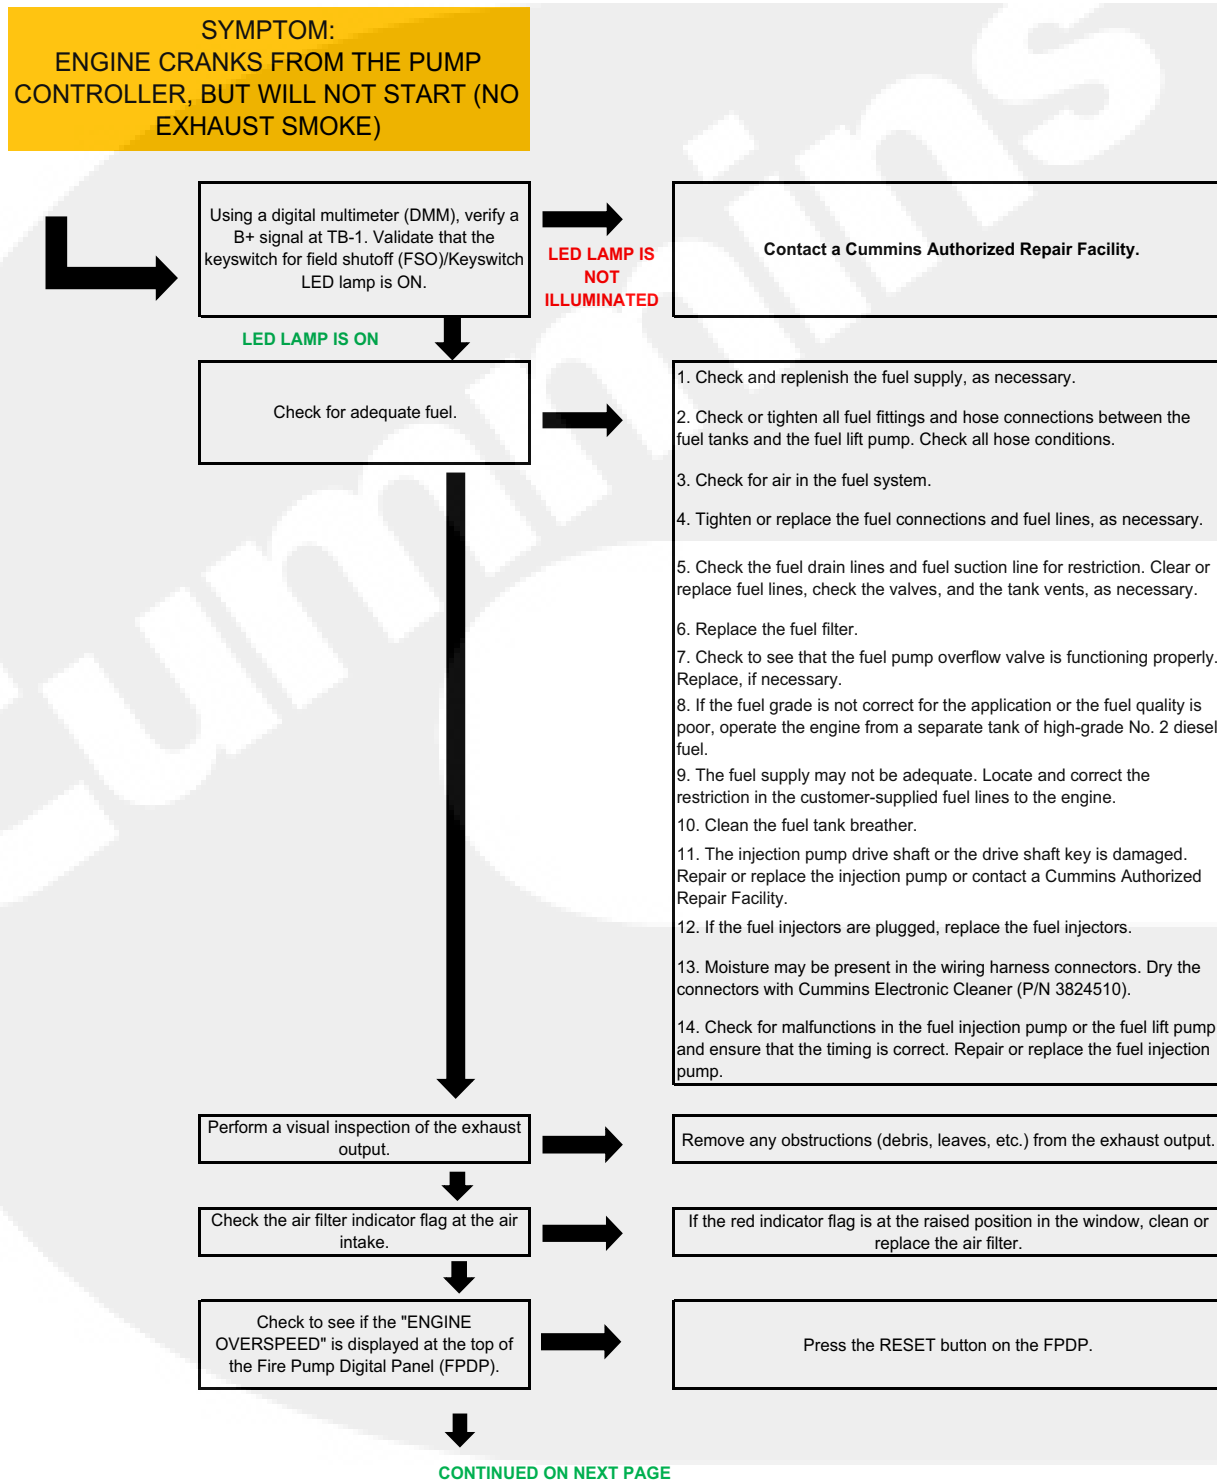 SYMPTOM:
ENGINE CRANKS FROM THE PUMP
CONTROLLER, BUT WILL NOT START (NO
EXHAUST SMOKE)
Using a digital multimeter (DMM), verify a
B+ signal at TB-1. Validate that the
keyswitch for field shutoff (FSO)/Keyswitch
LED lamp is ON.
LED LAMP IS
NOT
ILLUMINATED
Contact a Cummins Authorized Repair Facility.
LED LAMP IS ON
Check for adequate fuel.
1. Check and replenish the fuel supply, as necessary.
2. Check or tighten all fuel fittings and hose connections between the
fuel tanks and the fuel lift pump. Check all hose conditions.
3. Check for air in the fuel system.
4. Tighten or replace the fuel connections and fuel lines, as necessary.
5. Check the fuel drain lines and fuel suction line for restriction. Clear or
replace fuel lines, check the valves, and the tank vents, as necessary.
6. Replace the fuel filter.
7. Check to see that the fuel pump overflow valve is functioning properly.
Replace, if necessary.
8. If the fuel grade is not correct for the application or the fuel quality is
poor, operate the engine from a separate tank of high-grade No. 2 diesel
fuel.
9. The fuel supply may not be adequate. Locate and correct the
restriction in the customer-supplied fuel lines to the engine.
10. Clean the fuel tank breather.
11. The injection pump drive shaft or the drive shaft key is damaged.
Repair or replace the injection pump or contact a Cummins Authorized
Repair Facility.
12. If the fuel injectors are plugged, replace the fuel injectors.
13. Moisture may be present in the wiring harness connectors. Dry the
connectors with Cummins Electronic Cleaner (P/N 3824510).
14. Check for malfunctions in the fuel injection pump or the fuel lift pump
and ensure that the timing is correct. Repair or replace the fuel injection
pump.
Perform a visual inspection of the exhaust
output.
Remove any obstructions (debris, leaves, etc.) from the exhaust output.
Check the air filter indicator flag at the air
intake.
If the red indicator flag is at the raised position in the window, clean or
replace the air filter.
Check to see if the "ENGINE
OVERSPEED" is displayed at the top of
the Fire Pump Digital Panel (FPDP).
Press the RESET button on the FPDP.
CONTINUED ON NEXT PAGE
Cummins